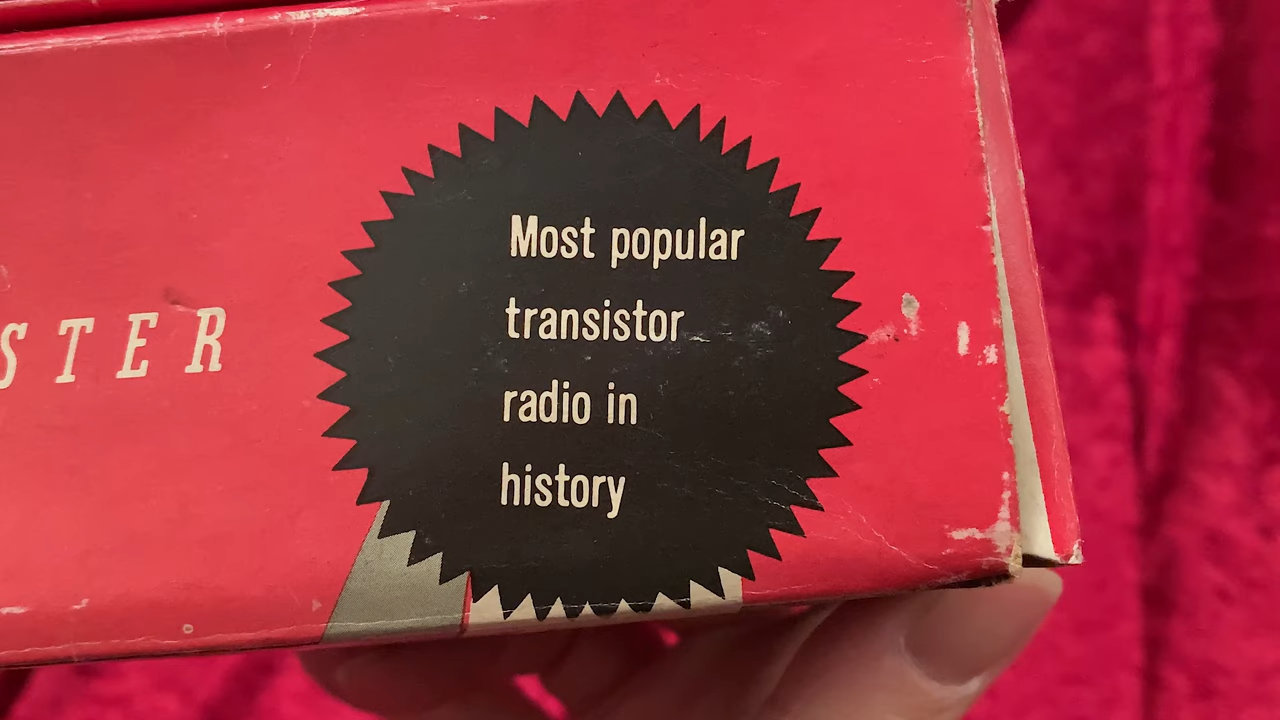 STER
Most popular
transistor
radio in
history